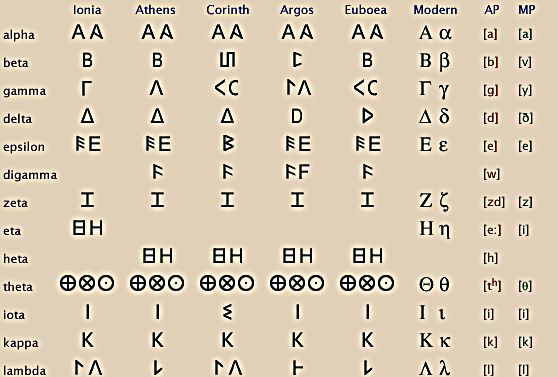 Ionia Athens Corinth Argos Euboea Modern AP MP
alpha Α Α Α Α Α Α Α Α Α Α Α α [a] [a]
beta Β Β Β Β β [b] [v]
gamma Γ Λ <C ΓΛ <C Γ γ [g] [y]
delta Δ Δ Δ D Δ δ [d] [ð]
epsilon E E B E E Ε ε [e] [e]
digamma F F F F [w]
zeta Ζ ζ [zd] [z]
eta H Η η [e:] [i]
heta H H H H [h]
theta ⊕⊗⊙ ⊕⊗⊙ ⊕⊗⊙ ⊕⊗⊙ ⊕⊗⊙ Θ θ [tʰ] [θ]
iota Ι Ι Ι Ι Ι ι [i] [i]
kappa Κ Κ Κ Κ Κ Κ κ [k] [k]
lambda Λ Λ Λ λ [l] [l]